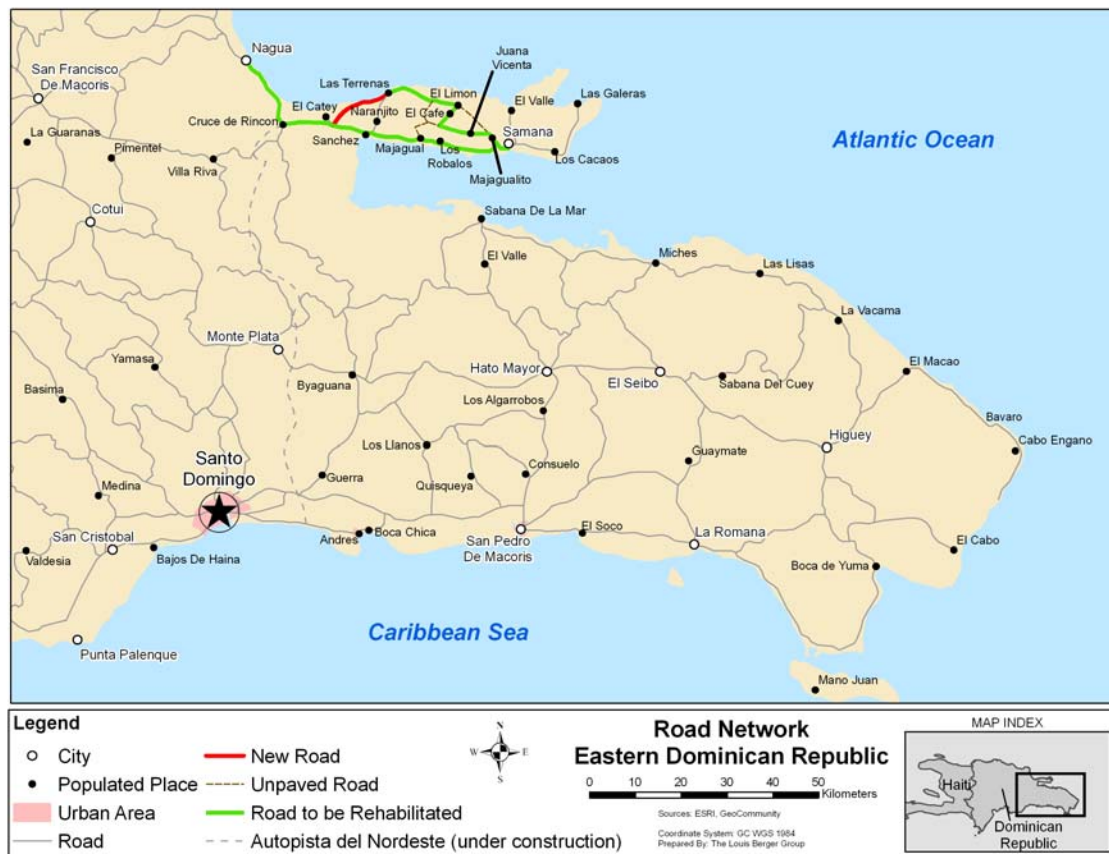 Nagua
Juana
Vicenta
San Francisco
De Macoris
Las Terrenas
El Limon
Las Galeras
El Catey
Naranjito
El Cafe
El Valle
Cruce de Rincon
Samana
Atlantic Ocean
La Guaranas
Sanchez
Majagual
Los
Robalos
Los Cacaos
Pimentel
Villa Riva
Majagualito
Cotui
Sabana De La Mar
El Valle
Miches
Las Lisas
La Vacama
Monte Plata
Yamasa
Hato Mayor
El Macao
Basima
Byaguana
El Seibo
Sabana Del Cuey
Los Algarrobos
Bavaro
Higuey
Los Llanos
Cabo Engano
Santo
Domingo
Guaymate
Medina
Guerra
Quisqueya
Consuelo
San Cristobal
Andres
Boca Chica
San Pedro
De Macoris
El Soco
La Romana
El Cabo
Valdesia
Bajos De Haina
Boca de Yuma
Caribbean Sea
Punta Palenque
Mano Juan
Legend
City
Populated Place
Urban Area
Road
New Road
Unpaved Road
Road to be Rehabilitated
Autopista del Nordeste (under construction)
N
W E
S
Road Network
Eastern Dominican Republic
0 10 20 30 40 50
Kilometers
Sources: ESRI, GeoCommunity
Coordinate System: GC WGS 1984
Prepared By: The Louis Berger Group
MAP INDEX
Haiti
Dominican
Republic